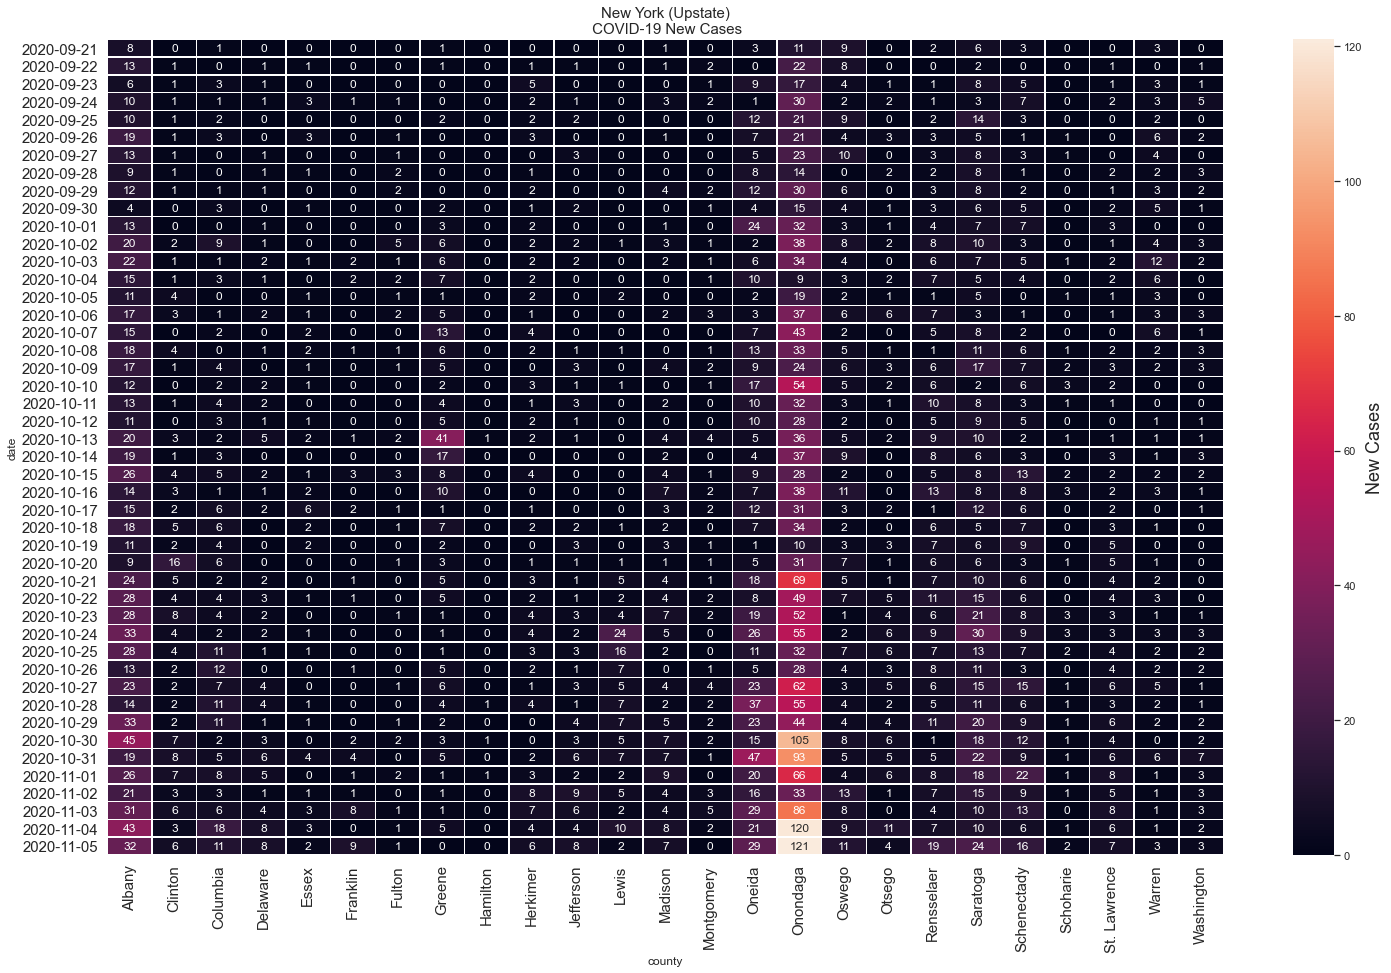 New York (Upstate)
COVID-19 New Cases
2020-09-21 8 0 1 0 0 0 0 1 0 0 0 0 1 0 3 11 9 0 2 6 3 0 0 3 0
2020-09-22 13 1 0 1 1 0 0 1 0 1 1 0 1 2 0 22 8 0 0 2 0 0 1 0 1
2020-09-23 6 1 3 1 0 0 0 0 0 5 0 0 0 1 9 17 4 1 1 8 5 0 1 3 1
2020-09-24 10 1 1 1 3 1 1 0 0 2 1 0 3 2 1 30 2 2 1 3 7 0 2 3 5
2020-09-25 10 1 2 0 0 0 0 2 0 2 2 0 0 0 12 21 9 0 2 14 3 0 0 2 0
2020-09-26 19 1 3 0 3 0 1 0 0 3 0 0 1 0 7 21 4 3 3 5 1 1 0 6 2
2020-09-27 13 1 0 1 0 0 1 0 0 0 3 0 0 0 5 23 10 0 3 8 3 1 0 4 0
2020-09-28 9 1 0 1 1 0 2 0 0 1 0 0 0 0 8 14 0 2 2 8 1 0 2 2 3
2020-09-29 12 1 1 1 0 0 2 0 0 2 0 0 4 2 12 30 6 0 3 8 2 0 1 3 2
2020-09-30 4 0 3 0 1 0 0 2 0 1 2 0 0 1 4 15 4 1 3 6 5 0 2 5 1
2020-10-01 13 0 0 1 0 0 0 3 0 2 0 0 1 0 24 32 3 1 4 7 7 0 3 0 0
2020-10-02 20 2 9 1 0 0 5 6 0 2 2 1 3 1 2 38 8 2 8 10 3 0 1 4 3
2020-10-03 22 1 1 2 1 2 1 6 0 2 2 0 2 1 6 34 4 0 6 7 5 1 2 12 2
2020-10-04 15 1 3 1 0 2 2 7 0 2 0 0 0 1 10 9 3 2 7 5 4 0 2 6 0
2020-10-05 11 4 0 0 1 0 1 1 0 2 0 2 0 0 2 19 2 1 1 5 0 1 1 3 0
2020-10-06 17 3 1 2 1 0 2 5 0 1 0 0 2 3 3 37 6 6 7 3 1 0 1 3 3
2020-10-07 15 0 2 0 2 0 0 13 0 4 0 0 0 0 7 43 2 0 5 8 2 0 0 6 1
2020-10-08 18 4 0 1 2 1 1 6 0 2 1 1 0 1 13 33 5 1 1 11 6 1 2 2 3
2020-10-09 17 1 4 0 1 0 1 5 0 0 3 0 4 2 9 24 6 3 6 17 7 2 3 2 3
2020-10-10 12 0 2 2 1 0 0 2 0 3 1 1 0 1 17 54 5 2 6 2 6 3 2 0 0
2020-10-11 13 1 4 2 0 0 0 4 0 1 3 0 2 0 10 32 3 1 10 8 3 1 1 0 0
2020-10-12 11 0 3 1 1 0 0 5 0 2 1 0 0 0 10 28 2 0 5 9 5 0 0 1 1
2020-10-13 20 3 2 5 2 1 2 41 1 2 1 0 4 4 5 36 5 2 9 10 2 1 1 1 1
2020-10-14 19 1 3 0 0 0 0 17 0 0 0 0 2 0 4 37 9 0 8 6 3 0 3 1 3
2020-10-15 26 4 5 2 1 3 3 8 0 4 0 0 4 1 9 28 2 0 5 8 13 2 2 2 2
2020-10-16 14 3 1 1 2 0 0 10 0 0 0 0 7 2 7 38 11 0 13 8 8 3 2 3 1
2020-10-17 15 2 6 2 6 2 1 1 0 1 0 0 3 2 12 31 3 2 1 12 6 0 2 0 1
2020-10-18 18 5 6 0 2 0 1 7 0 2 2 1 2 0 7 34 2 0 6 5 7 0 3 1 0
2020-10-19 11 2 4 0 2 0 0 2 0 0 3 0 3 1 1 10 3 3 7 6 9 0 5 0 0
2020-10-20 9 16 6 0 0 0 1 3 0 1 1 1 1 1 5 31 7 1 6 6 3 1 5 1 0
2020-10-21 24 5 2 2 0 1 0 5 0 3 1 5 4 1 18 69 5 1 7 10 6 0 4 2 0
2020-10-22 28 4 4 3 1 1 0 5 0 2 1 2 4 2 8 49 7 5 11 15 6 0 4 3 0
2020-10-23 28 8 4 2 0 0 1 1 0 4 3 4 7 2 19 52 1 4 6 21 8 3 3 1 1
2020-10-24 33 4 2 2 1 0 0 1 0 4 2 24 5 0 26 55 2 6 9 30 9 3 3 3 3
2020-10-25 28 4 11 1 1 0 0 1 0 3 3 16 2 0 11 32 7 6 7 13 7 2 4 2 2
2020-10-26 13 2 12 0 0 1 0 5 0 2 1 7 0 1 5 28 4 3 8 11 3 0 4 2 2
2020-10-27 23 2 7 4 0 0 1 6 0 1 3 5 4 4 23 62 3 5 6 15 15 1 6 5 1
2020-10-28 14 2 11 4 1 0 0 4 1 4 1 7 2 2 37 55 4 2 5 11 6 1 3 2 1
2020-10-29 33 2 11 1 1 0 1 2 0 0 4 7 5 2 23 44 4 4 11 20 9 1 6 2 2
2020-10-30 45 7 2 3 0 2 2 3 1 0 3 5 7 2 15 105 8 6 1 18 12 1 4 0 2
2020-10-31 19 8 5 6 4 4 0 5 0 2 6 7 7 1 47 93 5 5 5 22 9 1 6 6 7
2020-11-01 26 7 8 5 0 1 2 1 1 3 2 2 9 0 20 66 4 6 8 18 22 1 8 1 3
2020-11-02 21 3 3 1 1 1 0 1 0 8 9 5 4 3 16 33 13 1 7 15 9 1 5 1 3
2020-11-03 31 6 6 4 3 8 1 1 0 7 6 2 4 5 29 86 8 0 4 10 13 0 8 1 3
2020-11-04 43 3 18 8 3 0 1 5 0 4 4 10 8 2 21 120 9 11 7 10 6 1 6 1 2
2020-11-05 32 6 11 8 2 9 1 0 0 6 8 2 7 0 29 121 11 4 19 24 16 2 7 3 3
date
Albany Clinton Columbia Delaware Essex Franklin Fulton Greene Hamilton Herkimer Jefferson Lewis Madison Montgomery Oneida Onondaga Oswego Otsego Rensselaer Saratoga Schenectady Schoharie St. Lawrence Warren Washington
county
120
100
80
60
40
20
0
New Cases